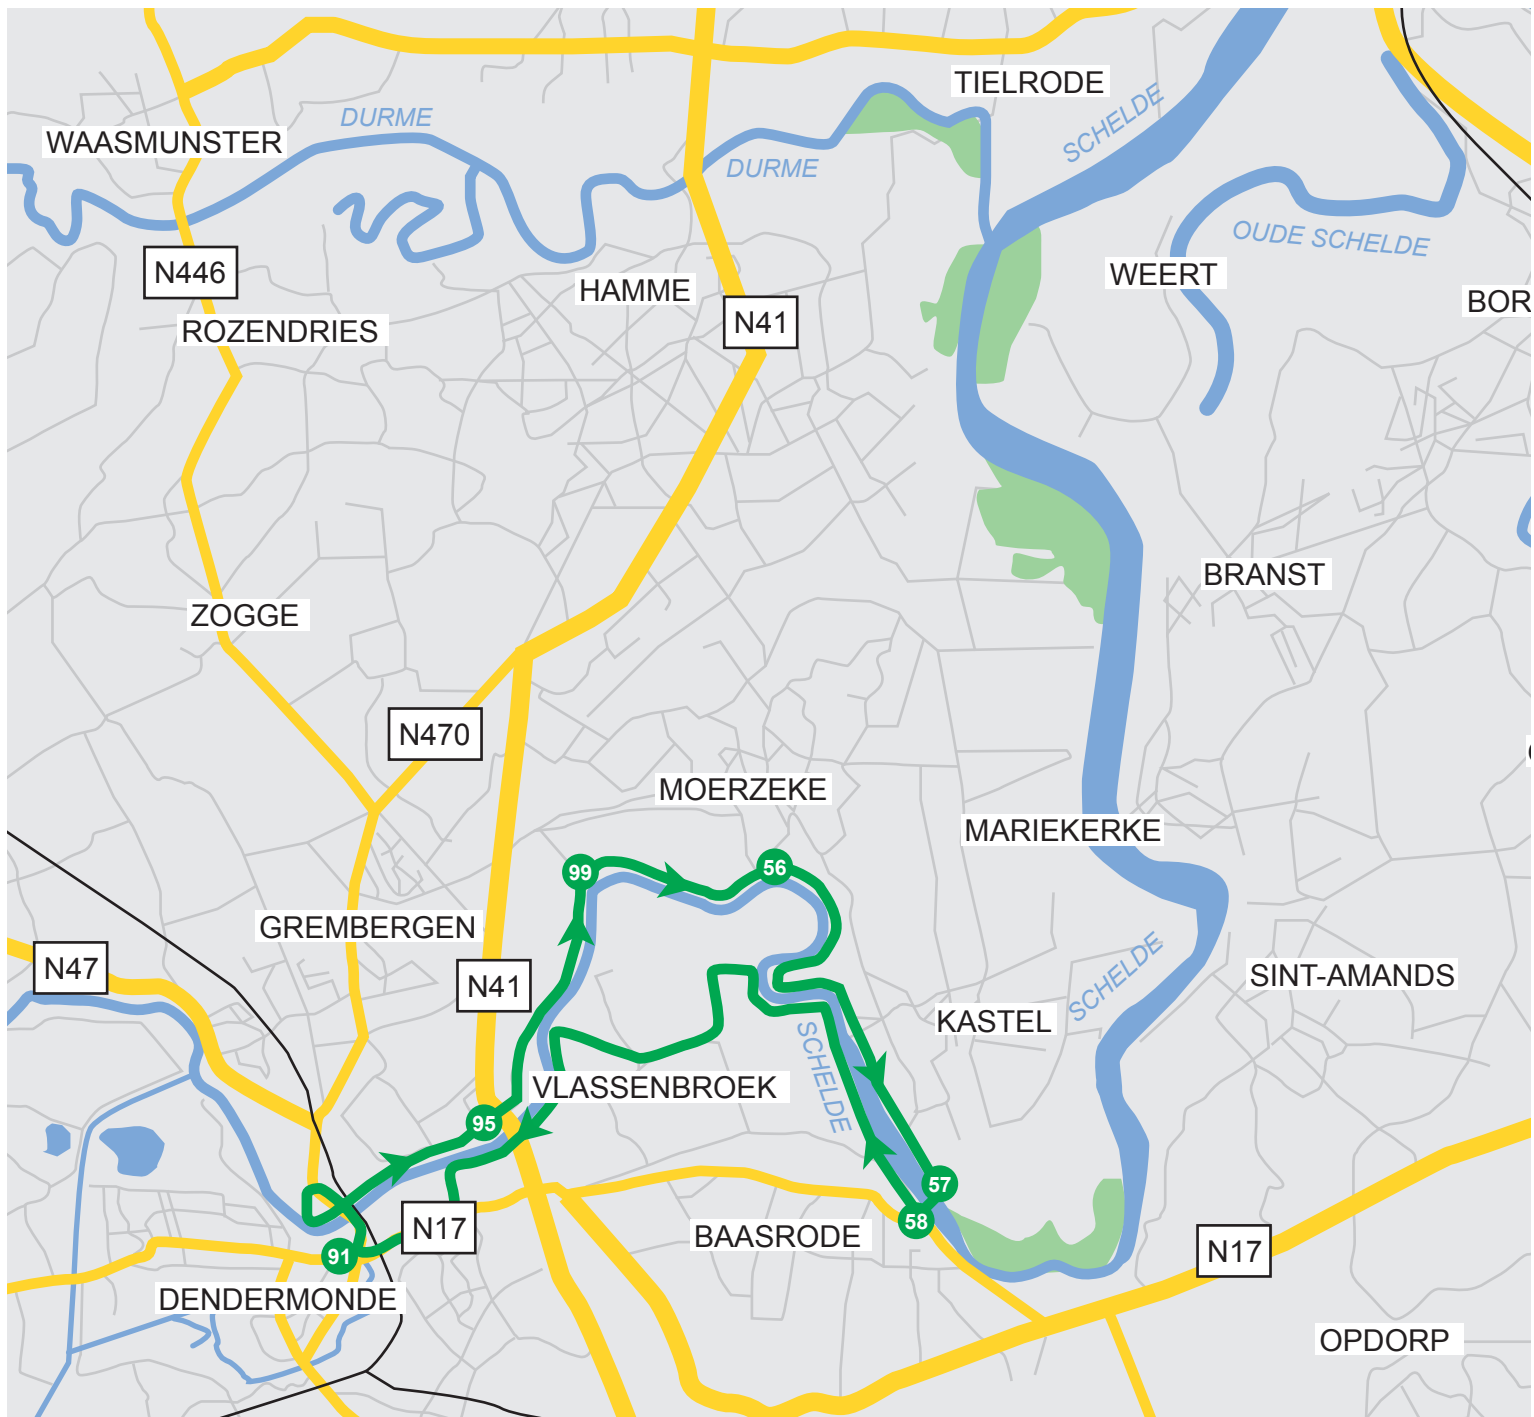 TIELRODE
SCHELDE
DURME
WAASMUNSTER
DURME
OUDE SCHELDE
N446
WEERT
HAMME
BOR
N41
ROZENDRIES
BRANST
ZOGGE
N470
MOERZEKE
MARIEKERKE
99
56
GREMBERGEN
N47
N41
SCHELDE
SINT-AMANDS
KASTEL
SCHELDE
VLASSENBROEK
95
57
58
N17
BAASRODE
91
N17
DENDERMONDE
OPDORP